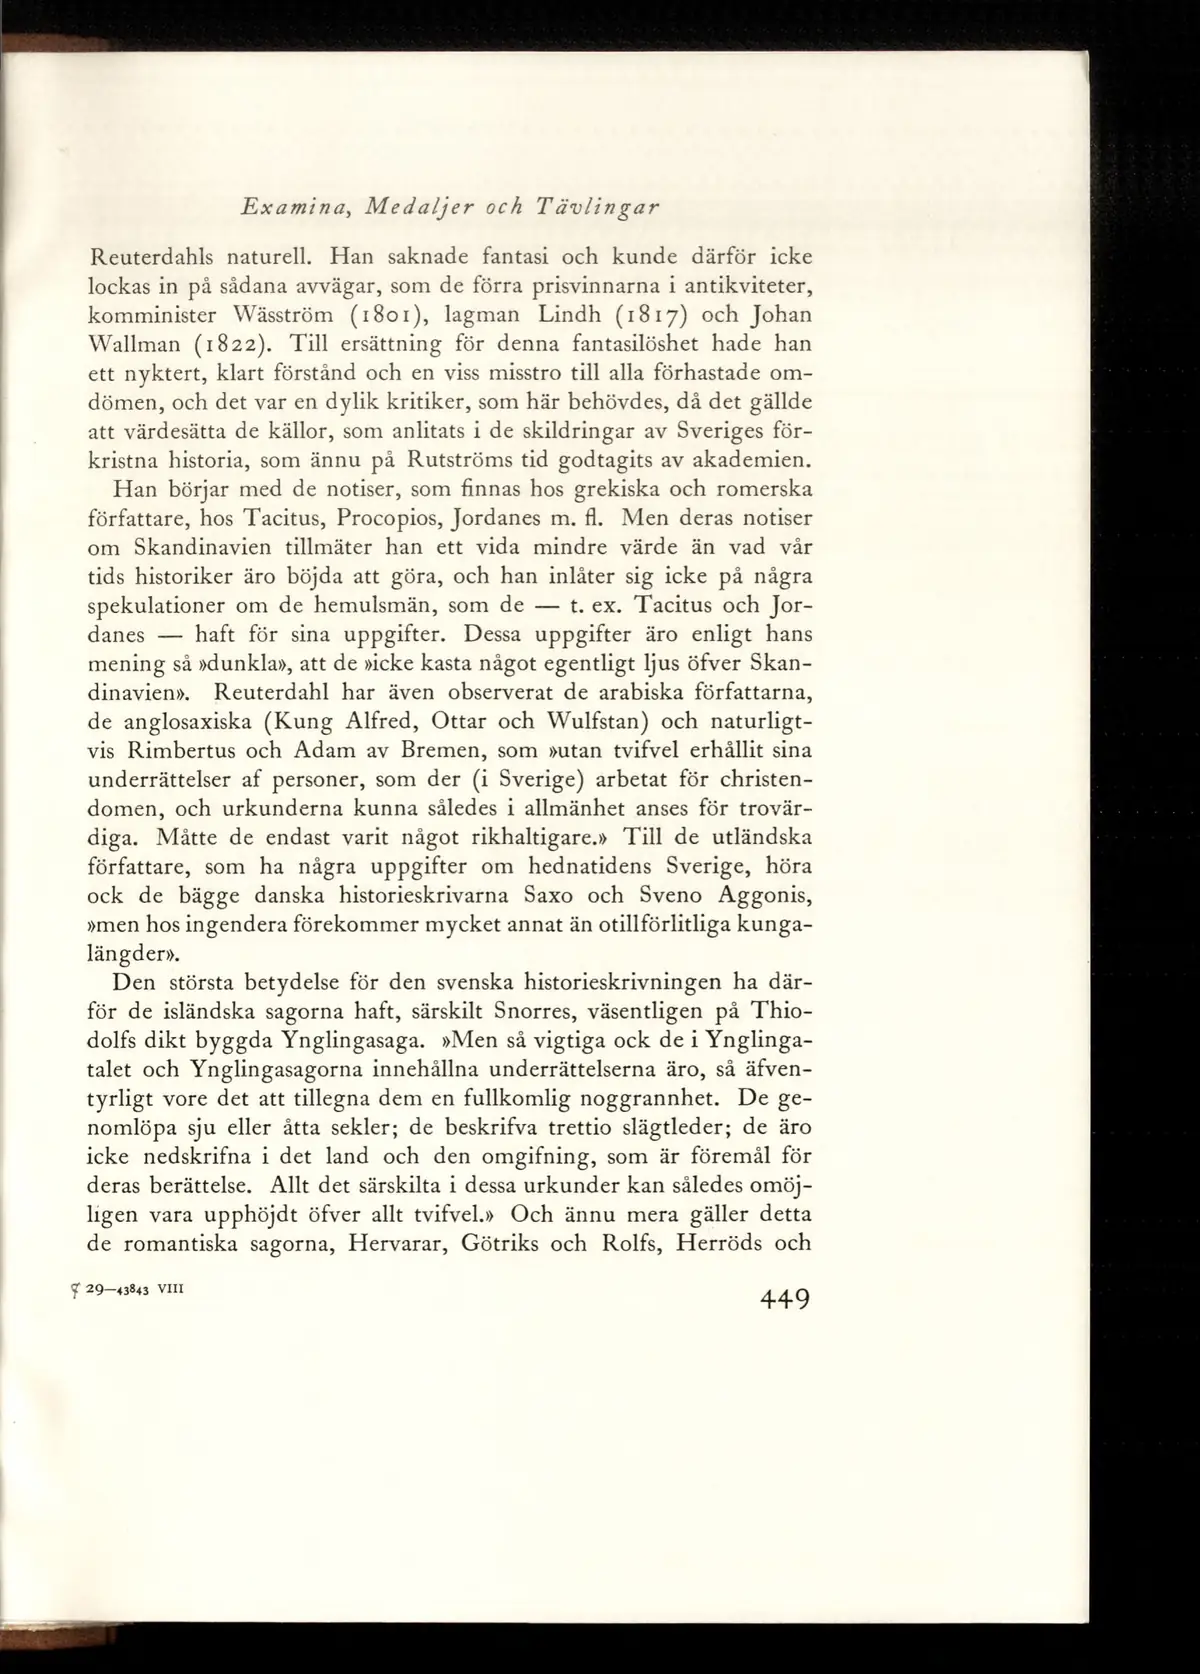 Examina, Medaljer och Tävlingar
Reuterdahls naturell. Han saknade fantasi och kunde därför icke
lockas in på sådana avvägar, som de förra prisvinnarna i antikviteter,
komminister Wäsström (1801), lagman Lindh (1817) och Johan
Wallman (1822). Till ersättning för denna fantasilöshet hade han
ett nyktert, klart förstånd och en viss misstro till alla förhastade om-
dömen, och det var en dylik kritiker, som här behövdes, då det gällde
att värdesätta de källor, som anlitats i de skildringar av Sveriges för-
kristna historia, som ännu på Rutströms tid godtagits av akademien.
Han börjar med de notiser, som finnas hos grekiska och romerska
författare, hos Tacitus, Procopios, Jordanes m. fl. Men deras notiser
om Skandinavien tillmäter han ett vida mindre värde än vad vår
tids historiker äro böjda att göra, och han inlåter sig icke på några
spekulationer om de hemulsmän, som de — t. ex. Tacitus och Jor-
danes — haft för sina uppgifter. Dessa uppgifter äro enligt hans
mening så »dunkla», att de »icke kasta något egentligt ljus öfver Skan-
dinavien». Reuterdahl har även observerat de arabiska författarna,
de anglosaxiska (Kung Alfred, Ottar och Wulfstan) och naturligt-
vis Rimbertus och Adam av Bremen, som »utan tvifvel erhållit sina
underrättelser af personer, som der (i Sverige) arbetat för christen-
domen, och urkunderna kunna således i allmänhet anses för trovär-
diga. Måtte de endast varit något rikhaltigare.» Till de utländska
författare, som ha några uppgifter om hednatidens Sverige, höra
ock de bägge danska historieskrivarna Saxo och Sveno Aggonis,
»men hos ingendera förekommer mycket annat än otillförlitliga kunga-
längder».
Den största betydelse för den svenska historieskrivningen ha där-
för de isländska sagorna haft, särskilt Snorres, väsentligen på Thio-
dolfs dikt byggda Ynglingasaga. »Men så vigtiga ock de i Ynglinga-
talet och Ynglingasagorna innehållna underrättelserna äro, så äfven-
tyrligt vore det att tillegna dem en fullkomlig noggrannhet. De ge-
nomlöpa sju eller åtta sekler; de beskrifva trettio slägtleder; de äro
icke nedskrifna i det land och den omgifning, som är föremål för
deras berättelse. Allt det särskilta i dessa urkunder kan således omöj-
ligen vara upphöjdt öfver allt tvifvel.» Och ännu mera gäller detta
de romantiska sagorna, Hervarar, Götriks och Rolfs, Herröds och
29—43843 VIII
449